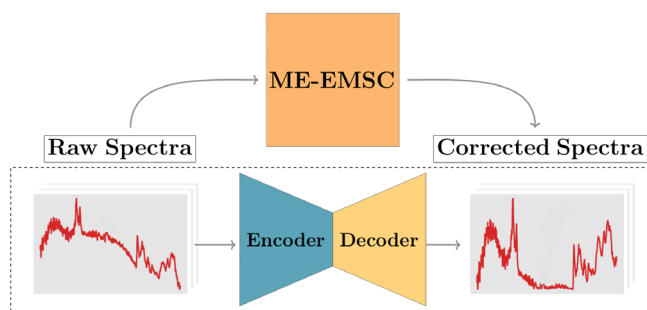 ME-EMSC
Raw Spectra
Corrected Spectra
Encoder
Decoder